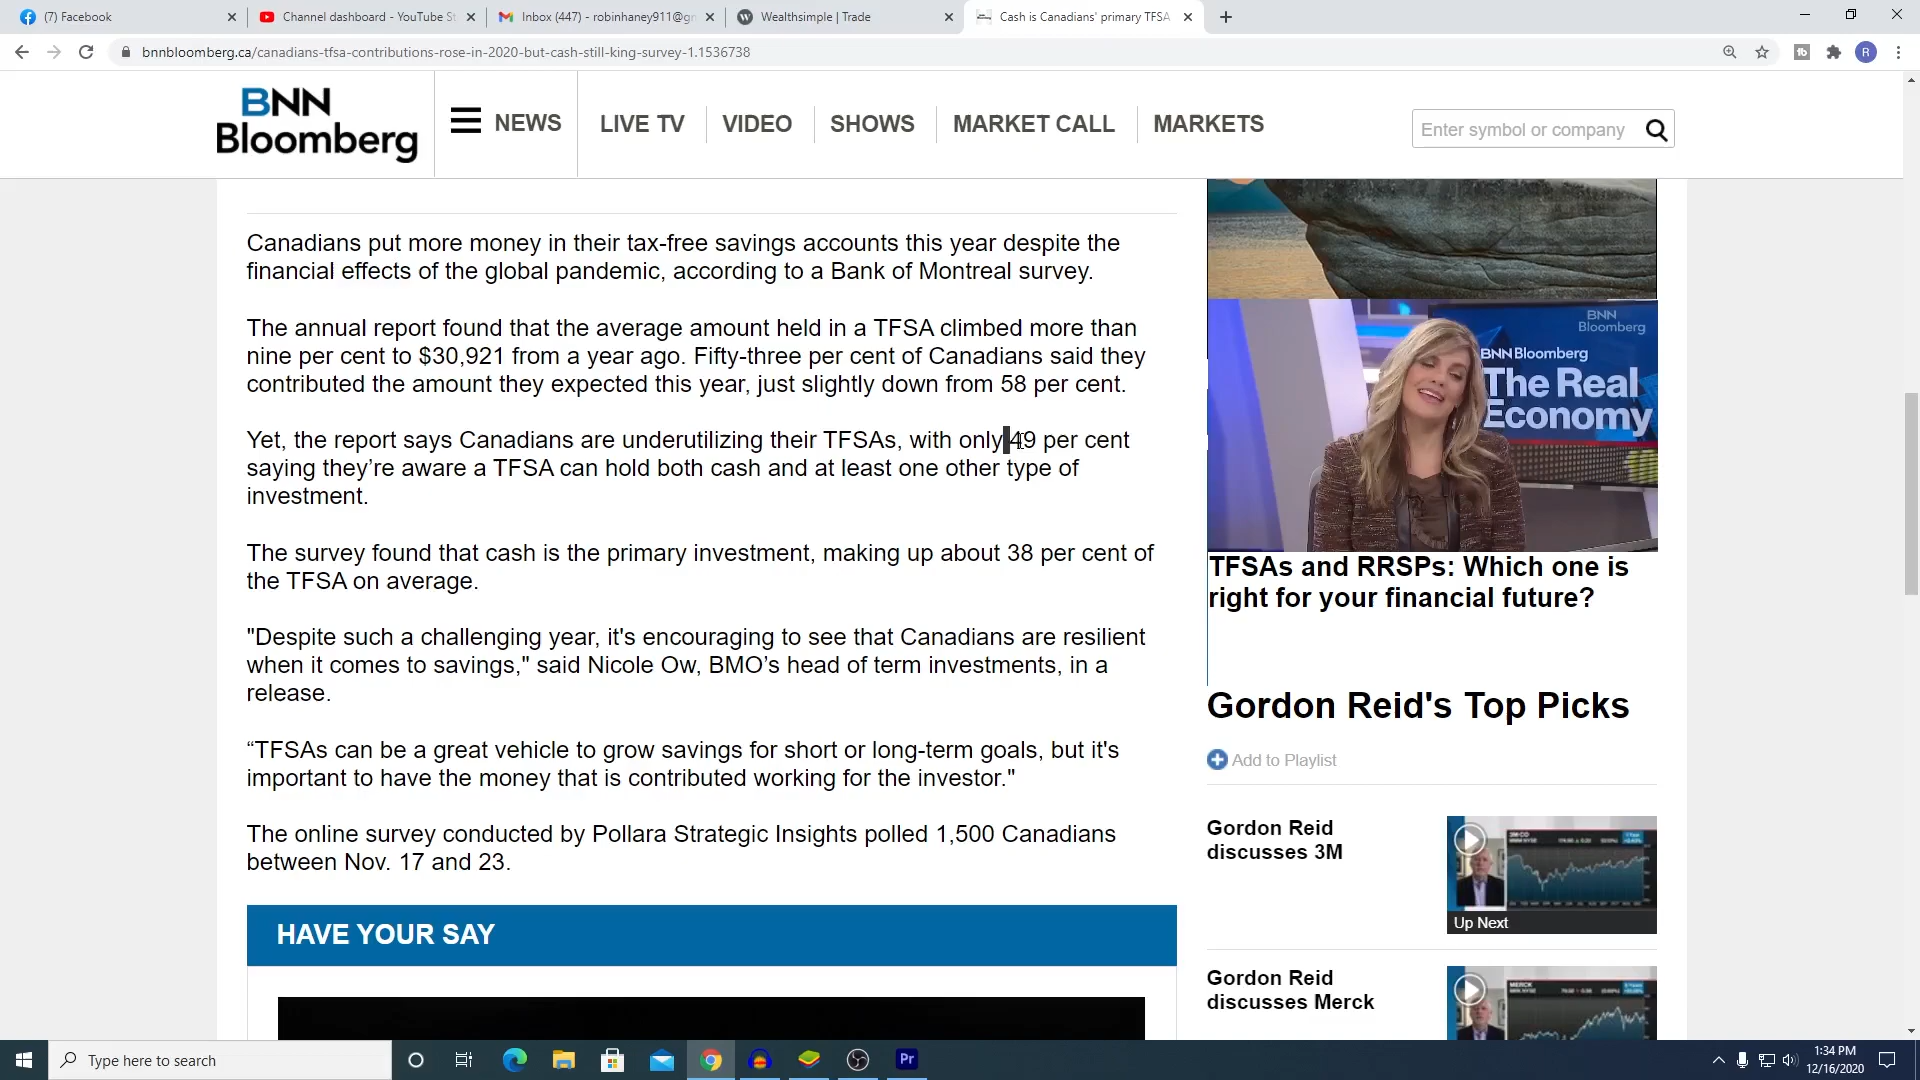 (7) Facebook
Channel dashboard - YouTube St
Inbox (447) - robinhaney911@gm
Wealthsimple | Trade
Cash is Canadians' primary TFSA
bnnbloomberg.ca/canadians-tfsa-contributions-rose-in-2020-but-cash-still-king-survey-1.1536738
R
BNN
Bloomberg
NEWS
LIVE TV
VIDEO
SHOWS
MARKET CALL
MARKETS
Enter symbol or company
Canadians put more money in their tax-free savings accounts this year despite the
financial effects of the global pandemic, according to a Bank of Montreal survey.
The annual report found that the average amount held in a TFSA climbed more than
nine per cent to $30,921 from a year ago. Fifty-three per cent of Canadians said they
contributed the amount they expected this year, just slightly down from 58 per cent.
Yet, the report says Canadians are underutilizing their TFSAs, with only 49 per cent
saying they’re aware a TFSA can hold both cash and at least one other type of
investment.
The survey found that cash is the primary investment, making up about 38 per cent of
the TFSA on average.
"Despite such a challenging year, it's encouraging to see that Canadians are resilient
when it comes to savings," said Nicole Ow, BMO’s head of term investments, in a
release.
“TFSAs can be a great vehicle to grow savings for short or long-term goals, but it's
important to have the money that is contributed working for the investor."
The online survey conducted by Pollara Strategic Insights polled 1,500 Canadians
between Nov. 17 and 23.
HAVE YOUR SAY
BNN
Bloomberg
BNN Bloomberg
The Real
Economy
TFSAs and RRSPs: Which one is
right for your financial future?
Gordon Reid's Top Picks
Add to Playlist
Gordon Reid
discusses 3M
Up Next
Gordon Reid
discusses Merck
MERCK
Type here to search
Pr
1:34 PM
12/16/2020